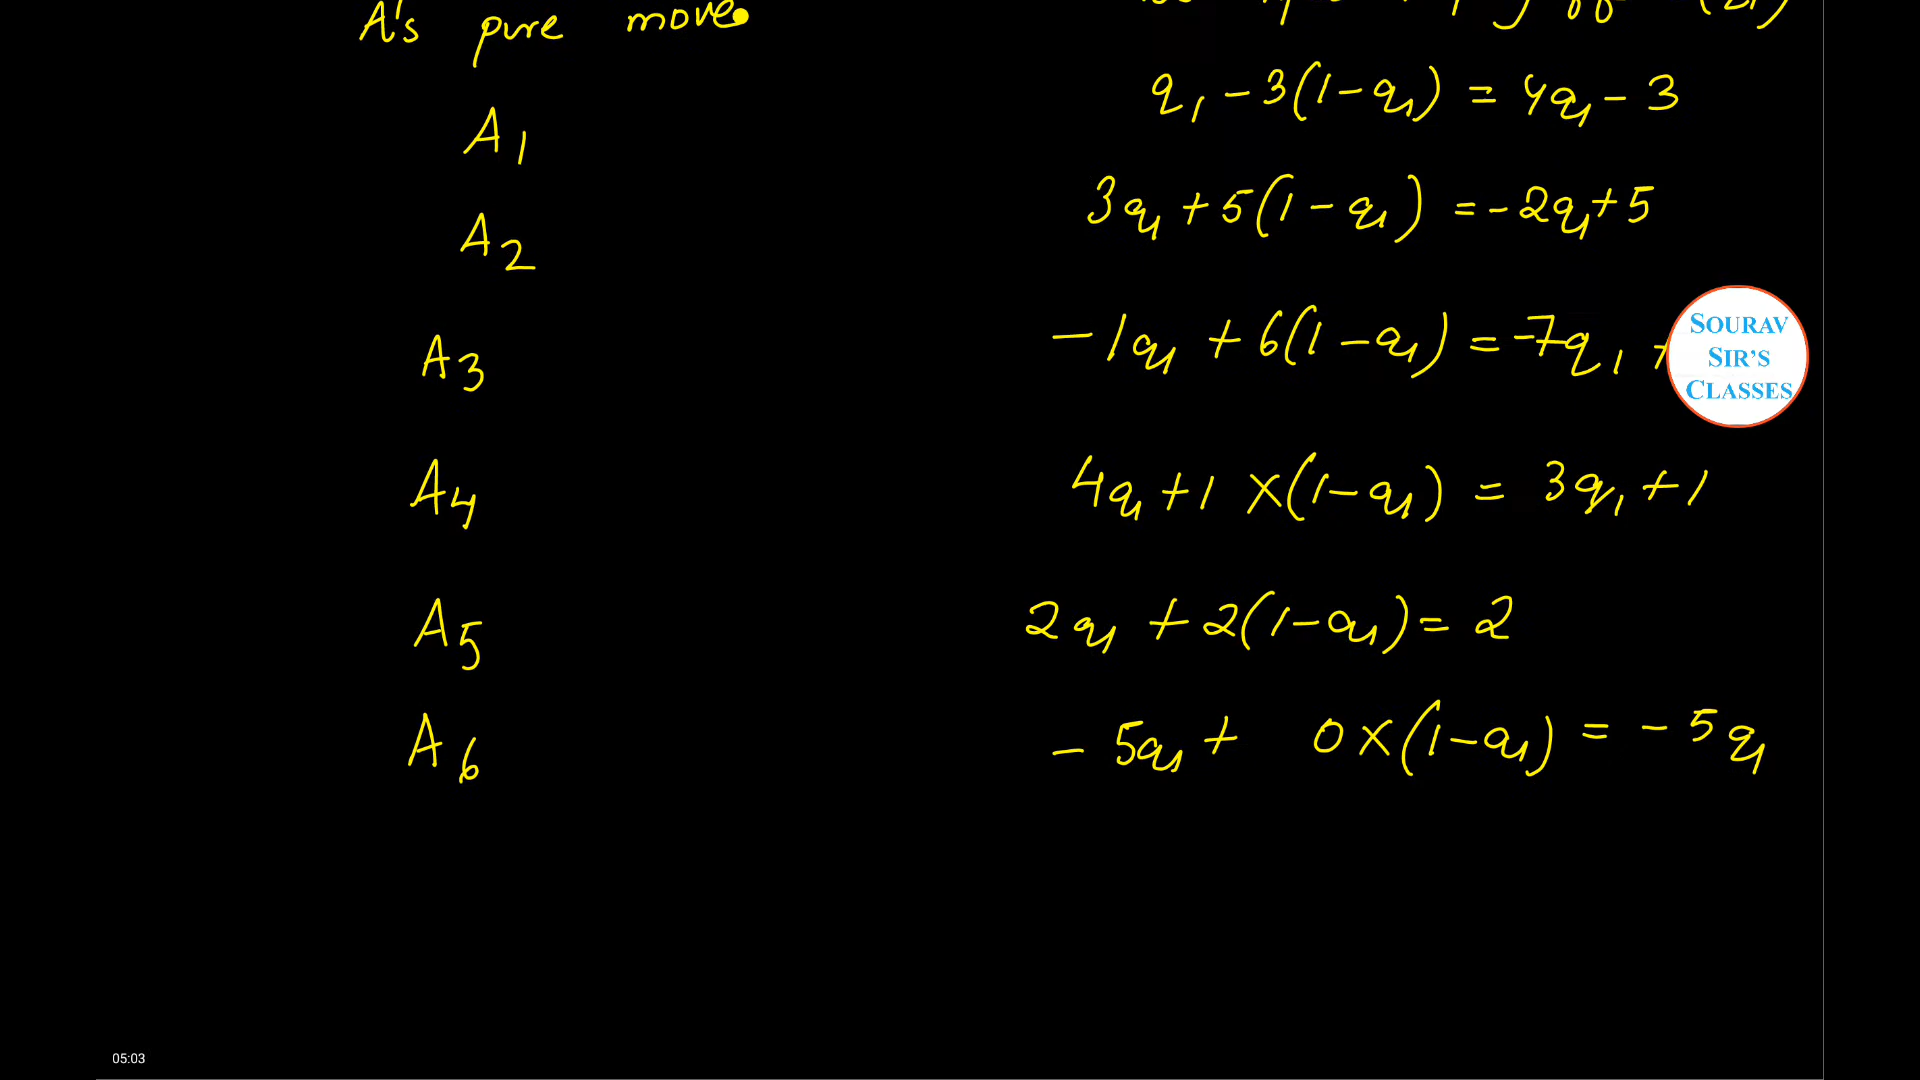 A's pure moves
A1 q1 - 3(1-q1) = 4q1 - 3
A2 3q1 + 5(1-q1) = -2q1 + 5
A3 -1q1 + 6(1-q1) = -7q1 +
A4 4q1 + 1 ×(1-q1) = 3q1 + 1
A5 2q1 + 2(1-q1) = 2
A6 - 5q1 + 0×(1-q1) = - 5q1
SOURAV
SIR'S
CLASSES
05:03